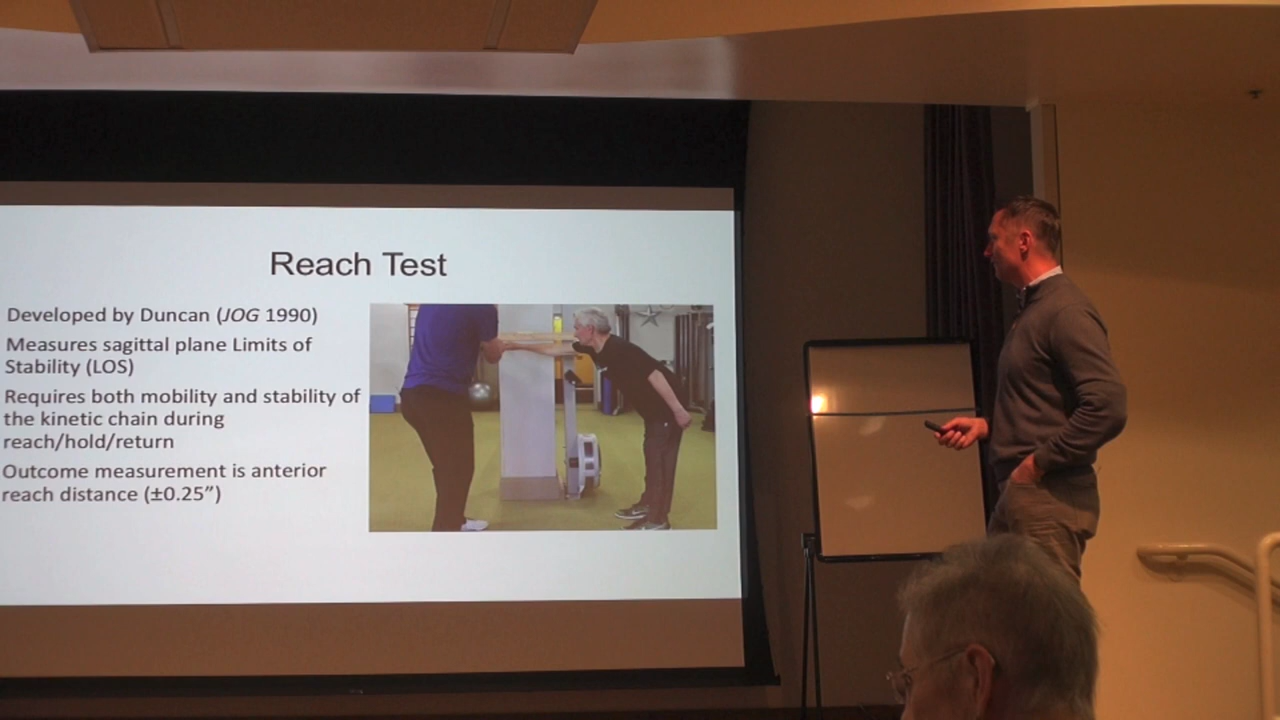 Reach Test
Developed by Duncan (JOG 1990)
Measures sagittal plane Limits of
Stability (LOS)
Requires both mobility and stability of
the kinetic chain during
reach/hold/return
Outcome measurement is anterior
reach distance (±0.25”)